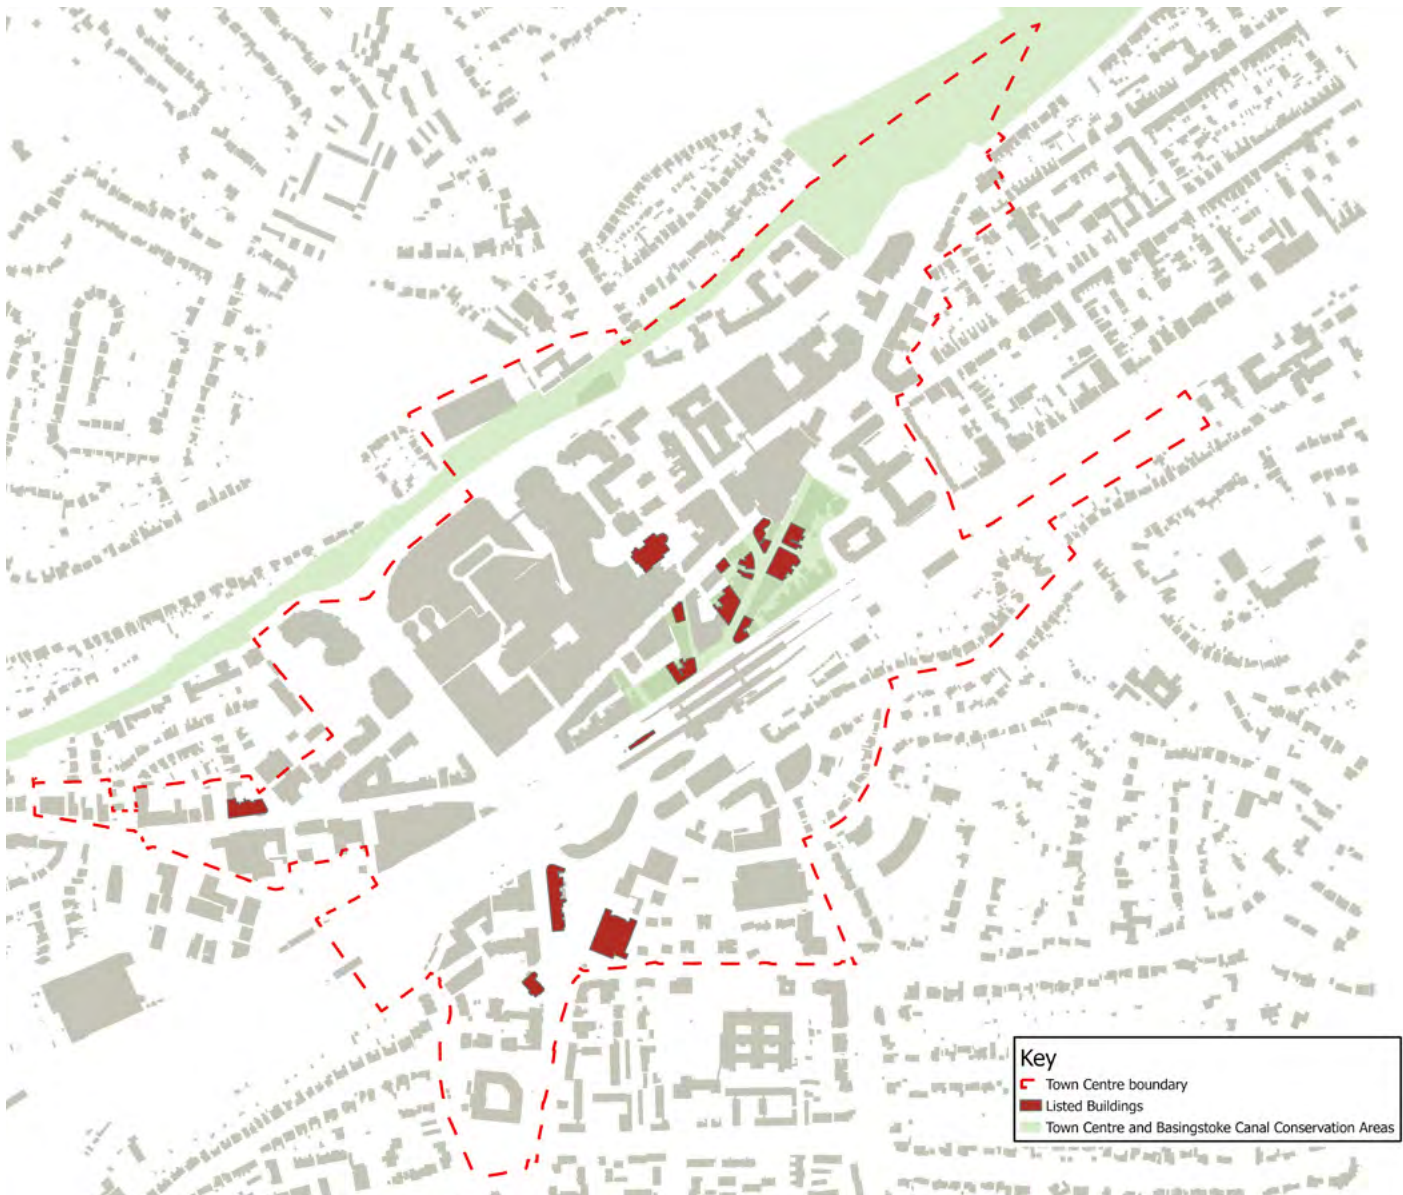 Key
Town Centre boundary
Listed Buildings
Town Centre and Basingstoke Canal Conservation Areas